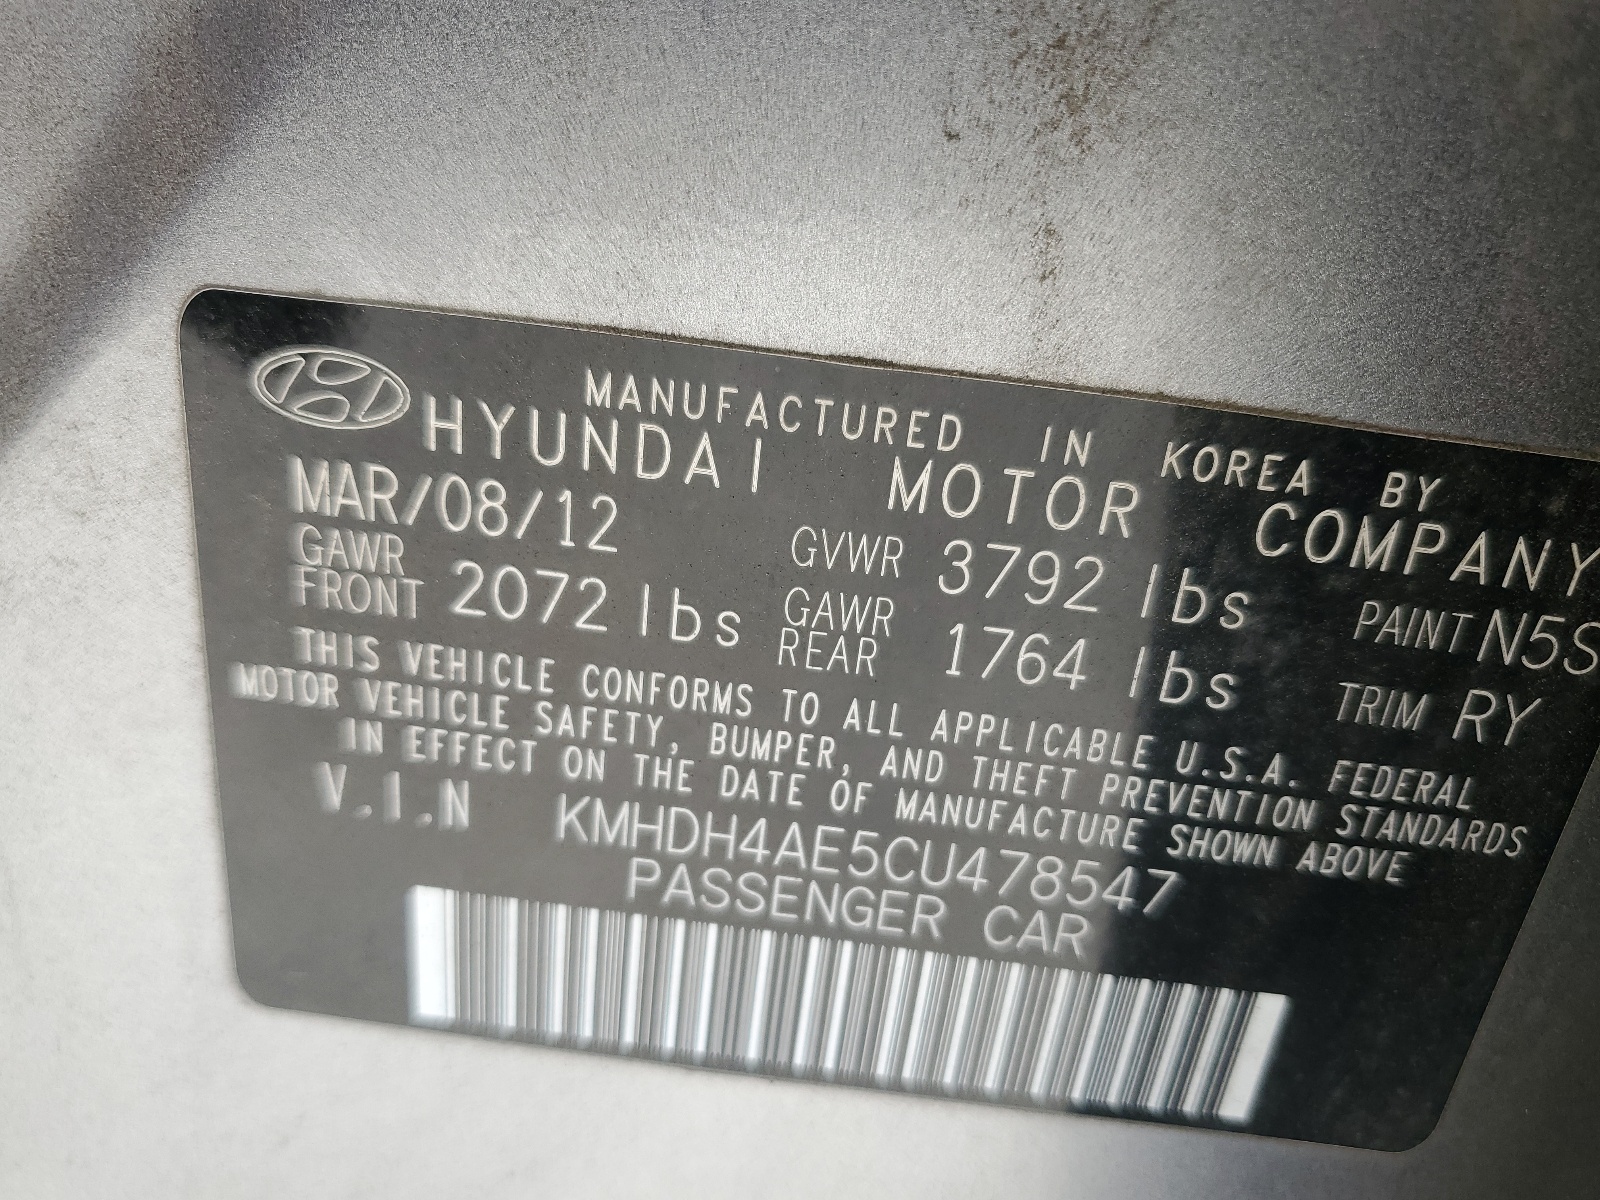 MANUFACTURED IN KOREA BY
HYUNDAI MOTOR COMPANY
MAR/08/12 GVWR 3792 lbs PAINT N5S
GAWR FRONT 2072 lbs GAWR REAR 1764 lbs TRIM RY
THIS VEHICLE CONFORMS TO ALL APPLICABLE U.S.A. FEDERAL
MOTOR VEHICLE SAFETY, BUMPER, AND THEFT PREVENTION STANDARDS
IN EFFECT ON THE DATE OF MANUFACTURE SHOWN ABOVE
V.I.N KMHDH4AE5CU478547
PASSENGER CAR